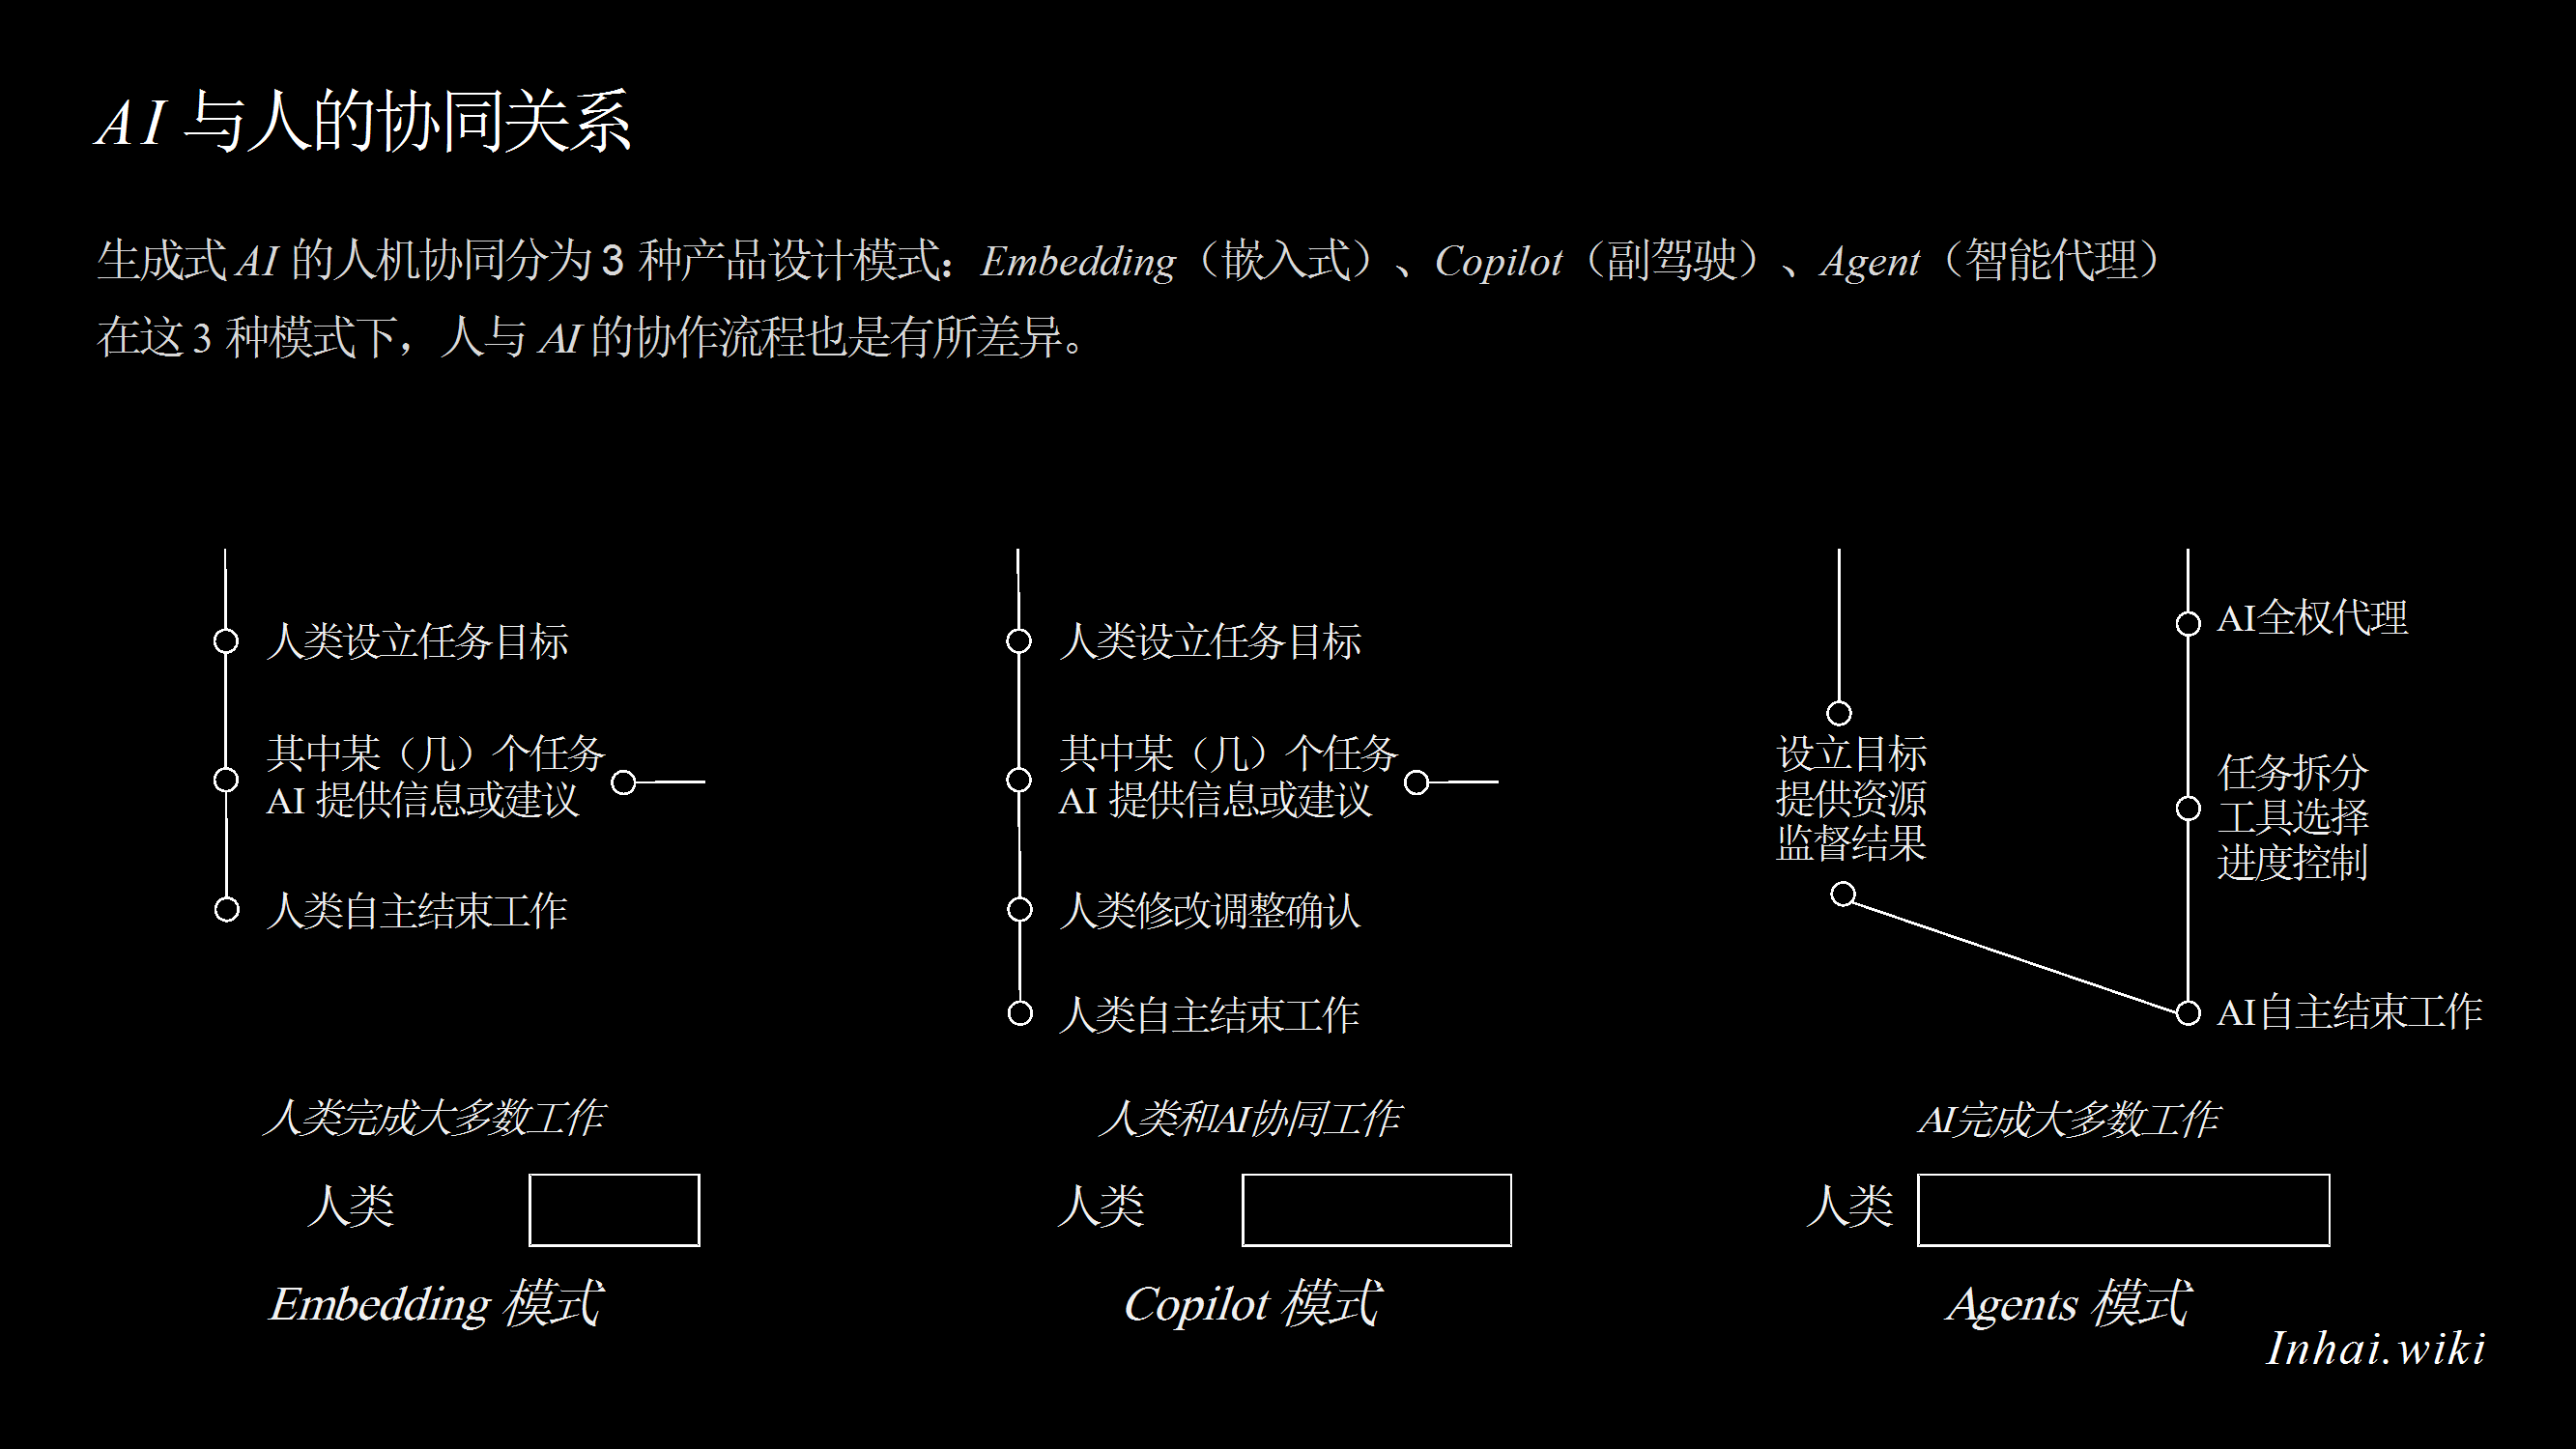 AI 与人的协同关系
生成式 AI 的人机协同分为 3 种产品设计模式：Embedding（嵌入式）、Copilot（副驾驶）、Agent（智能代理）
在这 3 种模式下，人与 AI 的协作流程也是有所差异。
人类设立任务目标
其中某（几）个任务
AI 提供信息或建议
人类自主结束工作
人类完成大多数工作
人类
Embedding 模式
人类设立任务目标
其中某（几）个任务
AI 提供信息或建议
人类修改调整确认
人类自主结束工作
人类和AI协同工作
人类
Copilot 模式
设立目标
提供资源
监督结果
AI全权代理
任务拆分
工具选择
进度控制
AI自主结束工作
AI完成大多数工作
人类
Agents 模式
Inhai.wiki